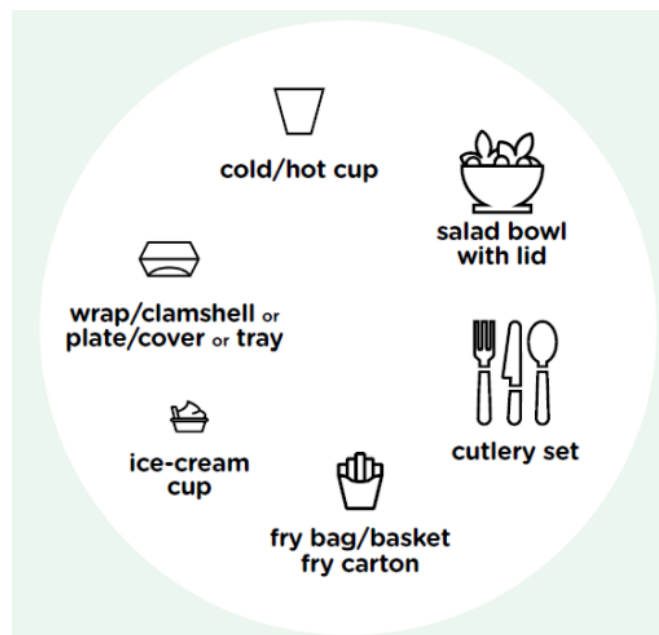 cold/hot cup
salad bowl
with lid
wrap/clamshell or
plate/cover or tray
cutlery set
ice-cream
cup
fry bag/basket
fry carton